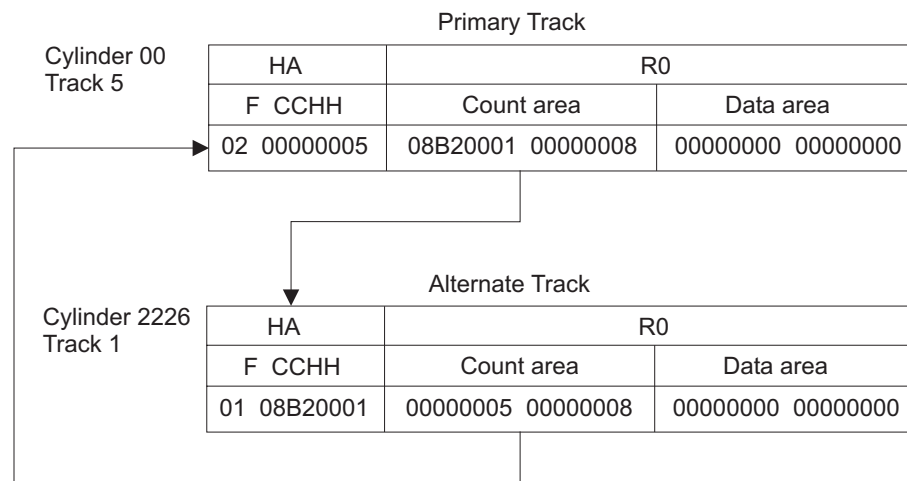 Primary Track
Cylinder 00
Track 5
HA R0
F CCHH Count area Data area
02 00000005 08B20001 00000008 00000000 00000000
Alternate Track
Cylinder 2226
Track 1
HA R0
F CCHH Count area Data area
01 08B20001 00000005 00000008 00000000 00000000